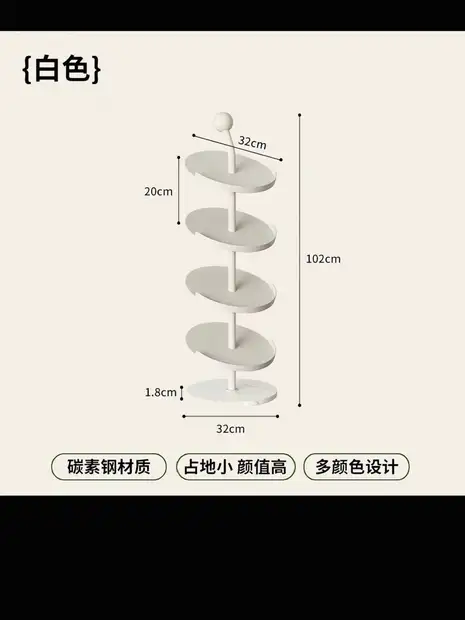 {白色}
32cm
20cm
102cm
1.8cm
32cm
碳素钢材质
占地小 颜值高
多颜色设计